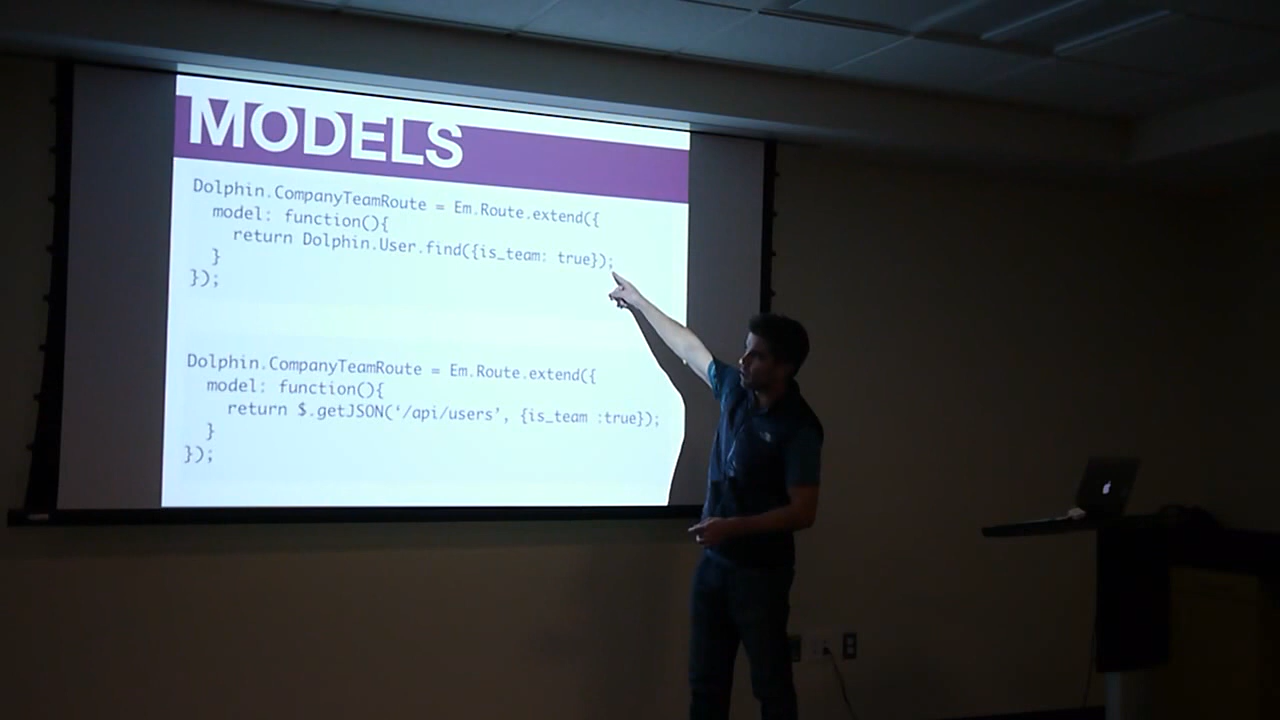 MODELS
Dolphin.CompanyTeamRoute = Em.Route.extend({
model: function(){
return Dolphin.User.find({is_team: true});
}
});
Dolphin.CompanyTeamRoute = Em.Route.extend({
model: function(){
return $.getJSON(‘/api/users’, {is_team :true});
}
});